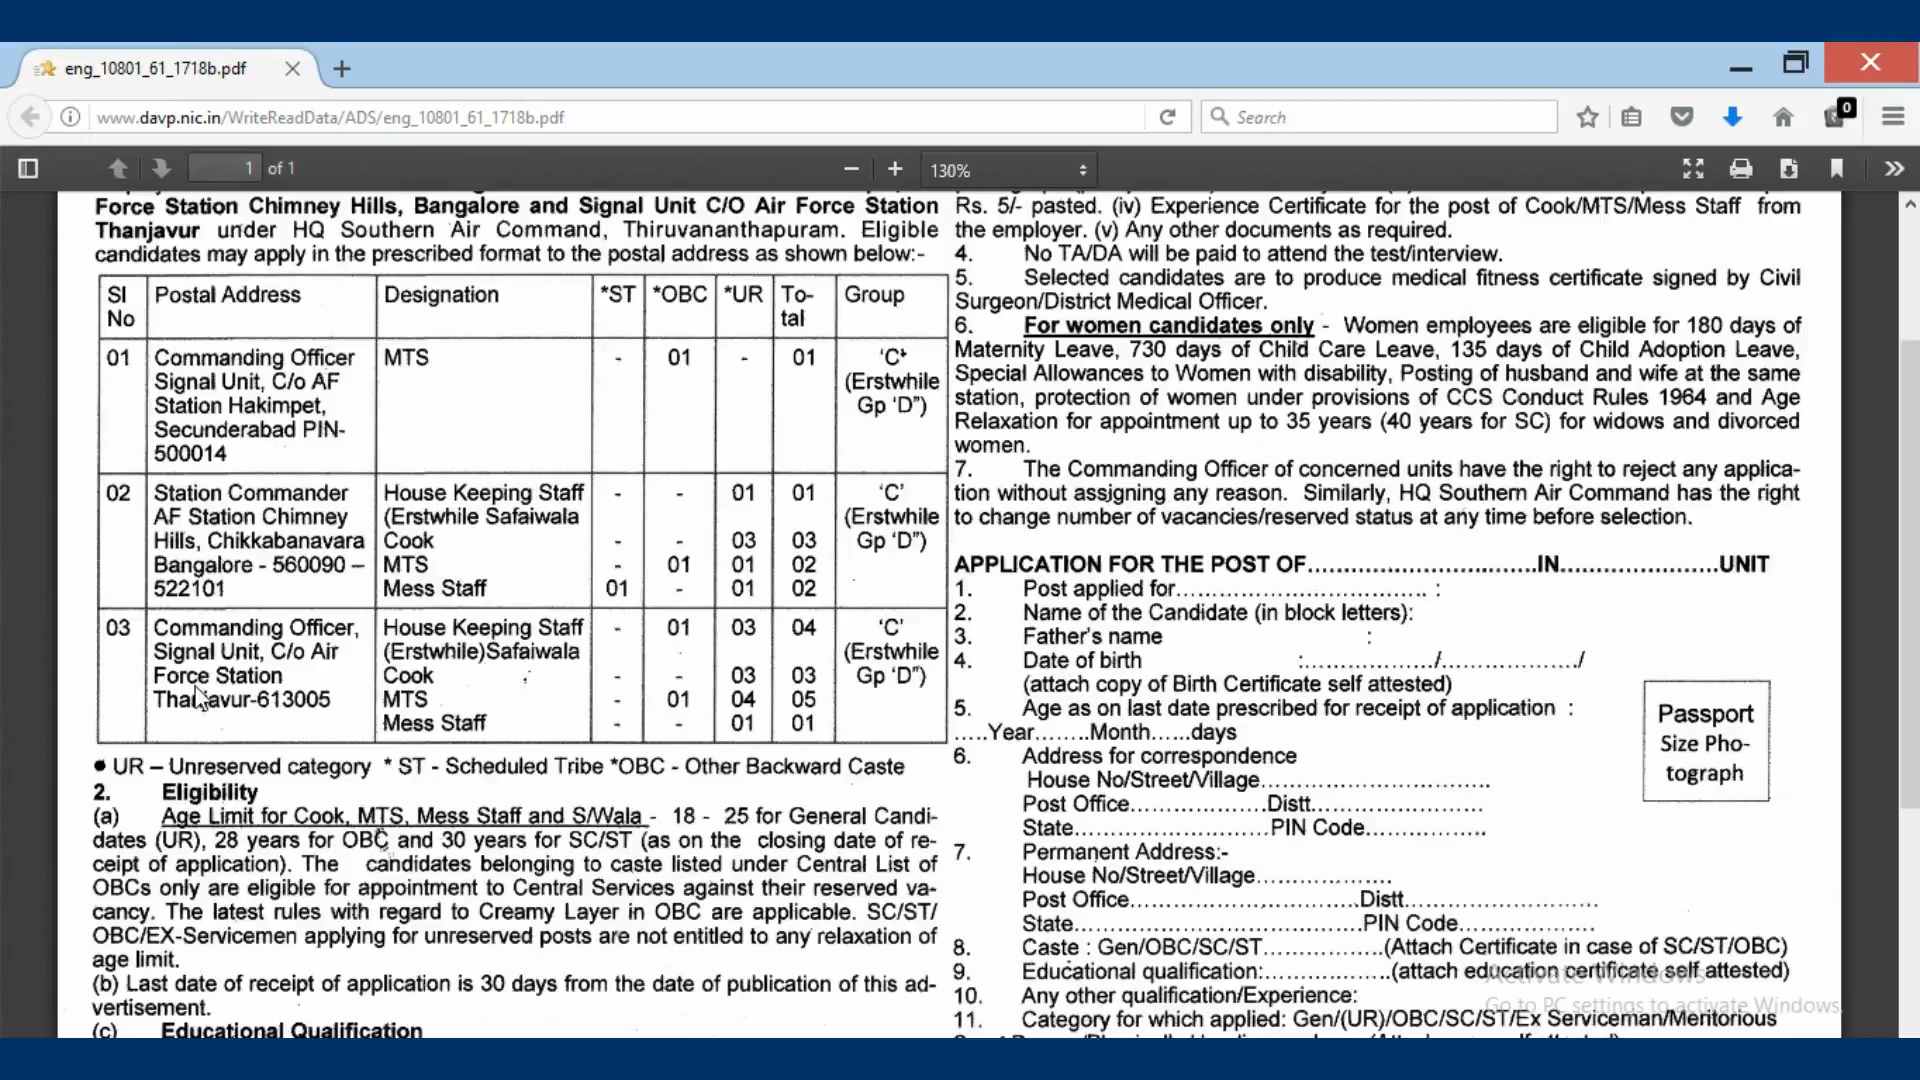 eng_10801_61_1718b.pdf
www.davp.nic.in/WriteReadData/ADS/eng_10801_61_1718b.pdf
Search
0
1 of 1
130%
Force Station Chimney Hills, Bangalore and Signal Unit C/O Air Force Station
Thanjavur under HQ Southern Air Command, Thiruvananthapuram. Eligible
candidates may apply in the prescribed format to the postal address as shown below:-
Sl No Postal Address Designation *ST *OBC *UR To-tal Group
01 Commanding Officer MTS - 01 - 01 'C'
Signal Unit, C/o AF (Erstwhile
Station Hakimpet, Gp 'D")
Secunderabad PIN-
500014
02 Station Commander House Keeping Staff - - 01 01 'C'
AF Station Chimney (Erstwhile Safaiwala (Erstwhile
Hills, Chikkabanavara Cook - - 03 03 Gp 'D")
Bangalore - 560090 – MTS - 01 01 02
522101 Mess Staff 01 - 01 02
03 Commanding Officer, House Keeping Staff - 01 03 04 'C'
Signal Unit, C/o Air (Erstwhile)Safaiwala (Erstwhile
Force Station Cook - - 03 03 Gp 'D")
Thanjavur-613005 MTS - 01 04 05
Mess Staff - - 01 01
• UR – Unreserved category * ST - Scheduled Tribe *OBC - Other Backward Caste
2. Eligibility
(a) Age Limit for Cook, MTS, Mess Staff and S/Wala - 18 - 25 for General Candi-
dates (UR), 28 years for OBC and 30 years for SC/ST (as on the closing date of re-
ceipt of application). The candidates belonging to caste listed under Central List of
OBCs only are eligible for appointment to Central Services against their reserved va-
cancy. The latest rules with regard to Creamy Layer in OBC are applicable. SC/ST/
OBC/EX-Servicemen applying for unreserved posts are not entitled to any relaxation of
age limit.
(b) Last date of receipt of application is 30 days from the date of publication of this ad-
vertisement.
(c) Educational Qualification
Rs. 5/- pasted. (iv) Experience Certificate for the post of Cook/MTS/Mess Staff from
the employer. (v) Any other documents as required.
4. No TA/DA will be paid to attend the test/interview.
5. Selected candidates are to produce medical fitness certificate signed by Civil
Surgeon/District Medical Officer.
6. For women candidates only - Women employees are eligible for 180 days of
Maternity Leave, 730 days of Child Care Leave, 135 days of Child Adoption Leave,
Special Allowances to Women with disability, Posting of husband and wife at the same
station, protection of women under provisions of CCS Conduct Rules 1964 and Age
Relaxation for appointment up to 35 years (40 years for SC) for widows and divorced
women.
7. The Commanding Officer of concerned units have the right to reject any applica-
tion without assigning any reason. Similarly, HQ Southern Air Command has the right
to change number of vacancies/reserved status at any time before selection.
APPLICATION FOR THE POST OF..............................IN.................UNIT
1. Post applied for................................. :
2. Name of the Candidate (in block letters):
3. Father's name :
4. Date of birth :................../.................../
(attach copy of Birth Certificate self attested)
5. Age as on last date prescribed for receipt of application :
.....Year........Month......days
6. Address for correspondence
House No/Street/Village................................
Post Office....................Distt............................
State............................PIN Code.................
7. Permanent Address:-
House No/Street/Village...................
Post Office................................Distt............................
State........................................PIN Code.................
8. Caste : Gen/OBC/SC/ST.................(Attach Certificate in case of SC/ST/OBC)
9. Educational qualification:..................(attach education certificate self attested)
10. Any other qualification/Experience:
11. Category for which applied: Gen/(UR)/OBC/SC/ST/Ex Serviceman/Meritorious
Passport
Size Pho-
tograph
Activate Windows
Go to PC settings to activate Windows.